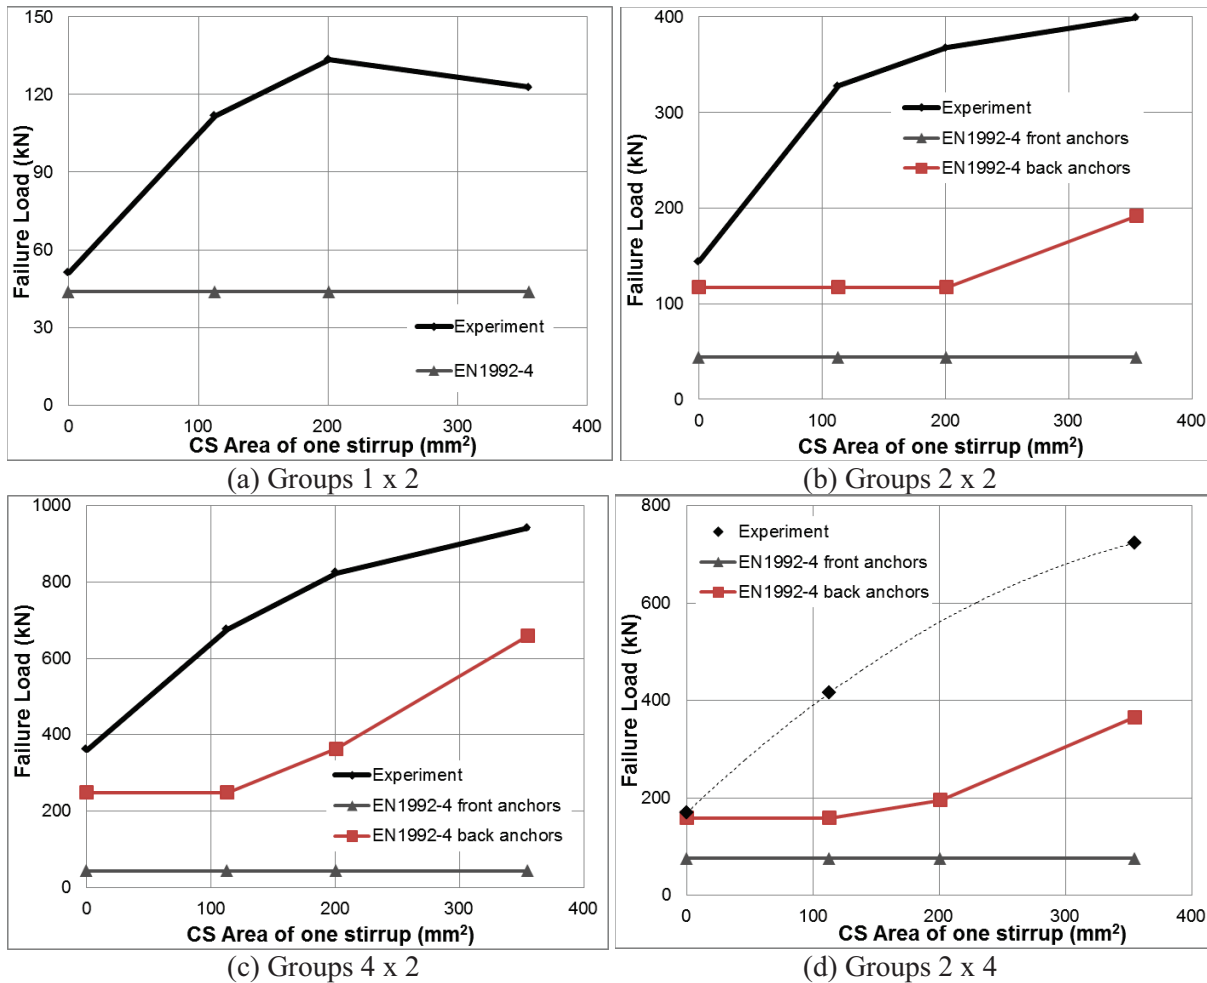 150
120
90
60
30
0
Failure Load (kN)
Experiment
EN1992-4
0 100 200 300 400
CS Area of one stirrup (mm²)
(a) Groups 1 x 2
400
300
200
100
0
Failure Load (kN)
Experiment
EN1992-4 front anchors
EN1992-4 back anchors
0 100 200 300 400
CS Area of one stirrup (mm²)
(b) Groups 2 x 2
1000
800
600
400
200
0
Failure Load (kN)
Experiment
EN1992-4 front anchors
EN1992-4 back anchors
0 100 200 300 400
CS Area of one stirrup (mm²)
(c) Groups 4 x 2
800
600
400
200
0
Failure Load (kN)
Experiment
EN1992-4 front anchors
EN1992-4 back anchors
0 100 200 300 400
CS Area of one stirrup (mm²)
(d) Groups 2 x 4